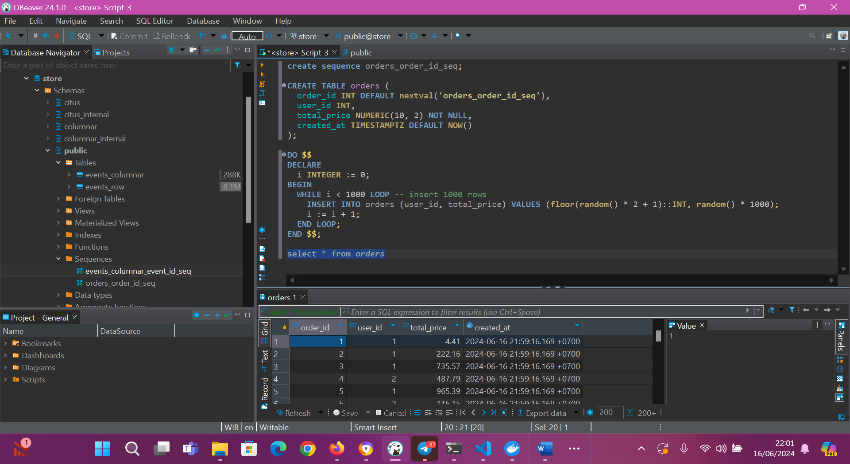 DBeaver 24.1.0 - <store> Script 3
File Edit Navigate Search SQL Editor Database Window Help
SQL Commit Rollback Auto store public@store
Database Navigator Projects
Enter a part of object name here
store
Schemas
citus
citus_internal
columnar
columnar_internal
public
Tables
events_columnar 288K
events_row 8.1M
Foreign Tables
Views
Materialized Views
Indexes
Functions
Sequences
events_columnar_event_id_seq
orders_order_id_seq
Data types
Aggregate functions
Project - General
Name DataSource
Bookmarks
Dashboards
Diagrams
Scripts
*<store> Script 3 public
create sequence orders_order_id_seq;
CREATE TABLE orders (
order_id INT DEFAULT nextval('orders_order_id_seq'),
user_id INT,
total_price NUMERIC(10, 2) NOT NULL,
created_at TIMESTAMPTZ DEFAULT NOW()
);
DO $$
DECLARE
i INTEGER := 0;
BEGIN
WHILE i < 1000 LOOP -- insert 1000 rows
INSERT INTO orders (user_id, total_price) VALUES (floor(random() * 2 + 1)::INT, random() * 1000);
i := i + 1;
END LOOP;
END $$;
select * from orders
orders 1
Enter a SQL expression to filter results (use Ctrl+Space)
Grid
Text
Record
order_id user_id total_price created_at
1 1 1 4.41 2024-06-16 21:59:16.169 +0700
2 2 1 222.16 2024-06-16 21:59:16.169 +0700
3 3 1 735.57 2024-06-16 21:59:16.169 +0700
4 4 2 487.79 2024-06-16 21:59:16.169 +0700
5 5 1 965.39 2024-06-16 21:59:16.169 +0700
Value
1
Panels
Refresh Save Cancel Export data 200 200+
WIB en Writable Smart Insert 20 : 21 [20] Sel: 20 | 1
22:01
16/06/2024